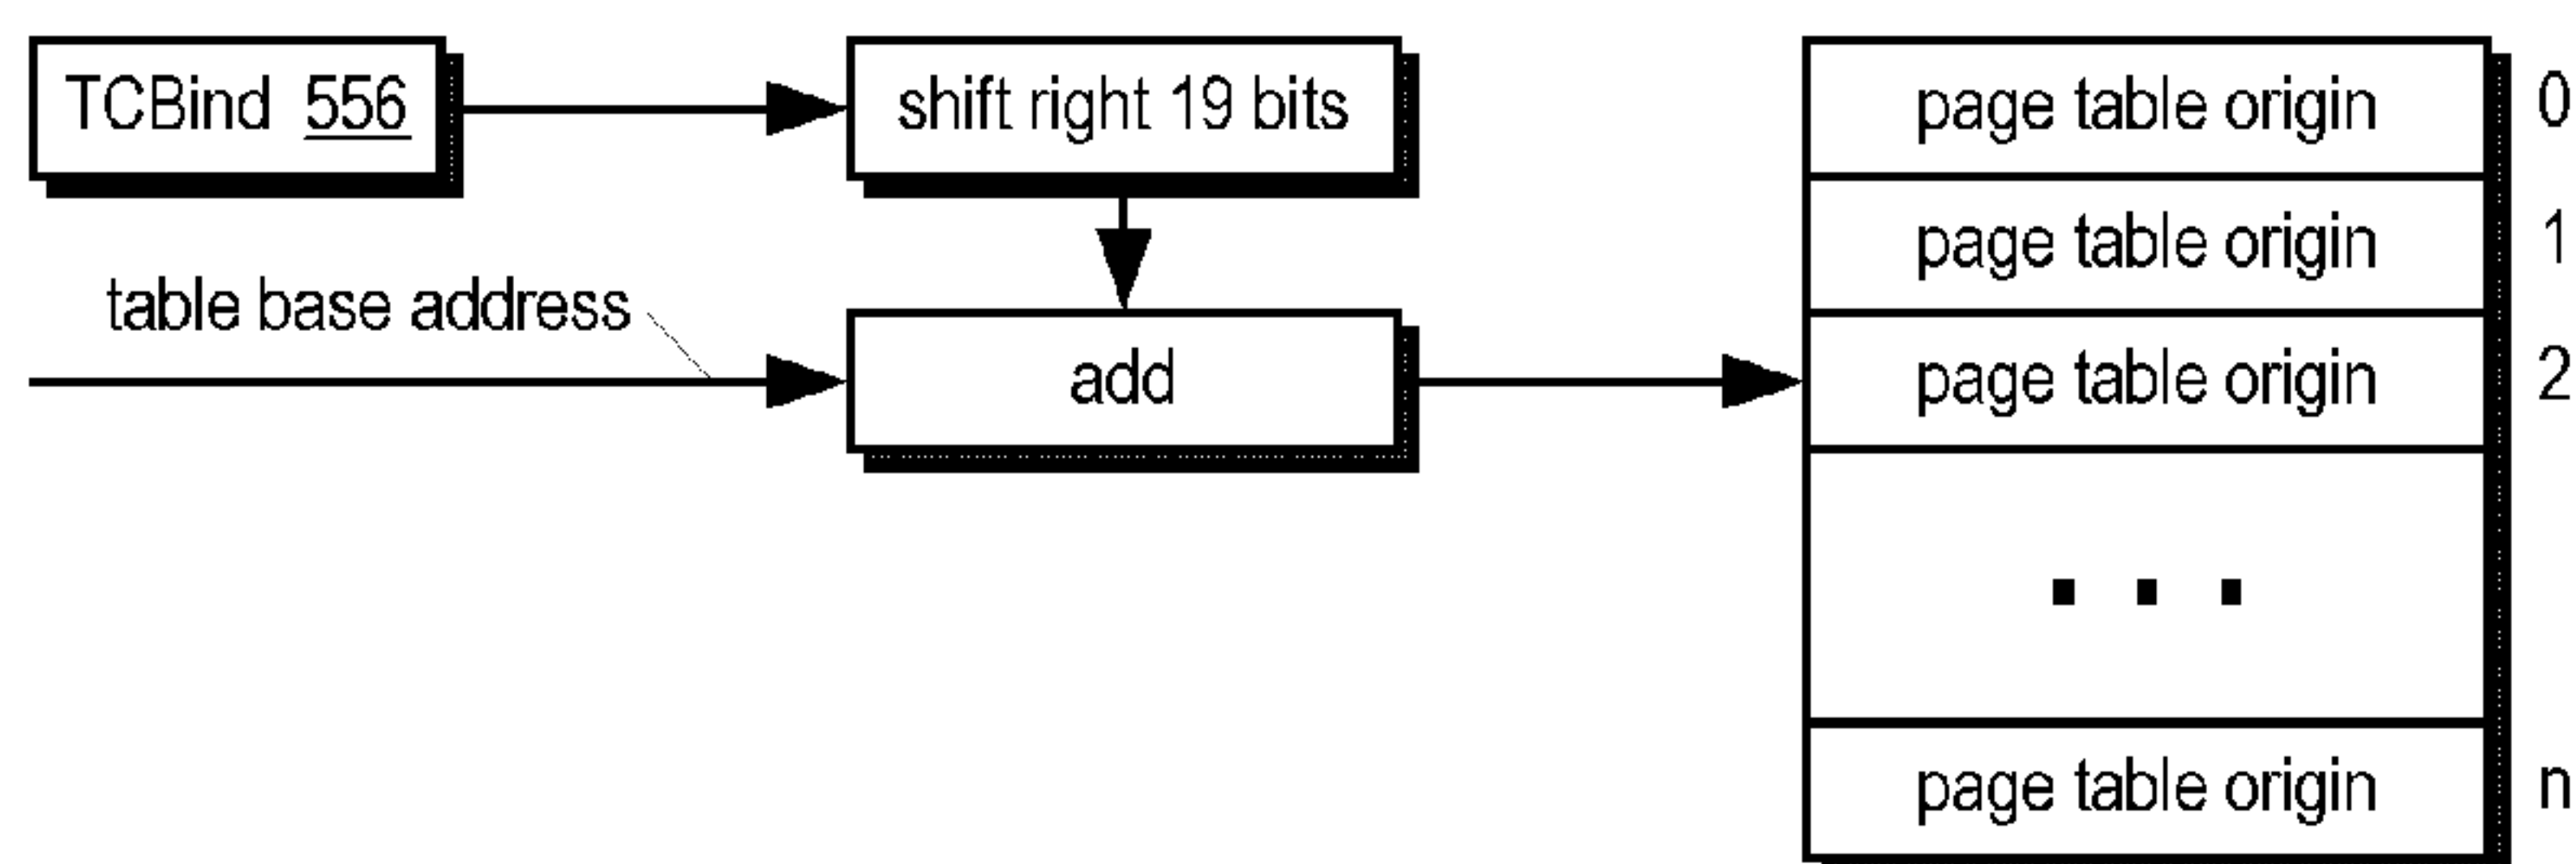 TCBind 556
shift right 19 bits
table base address
add
page table origin 0
page table origin 1
page table origin 2
. . .
page table origin n